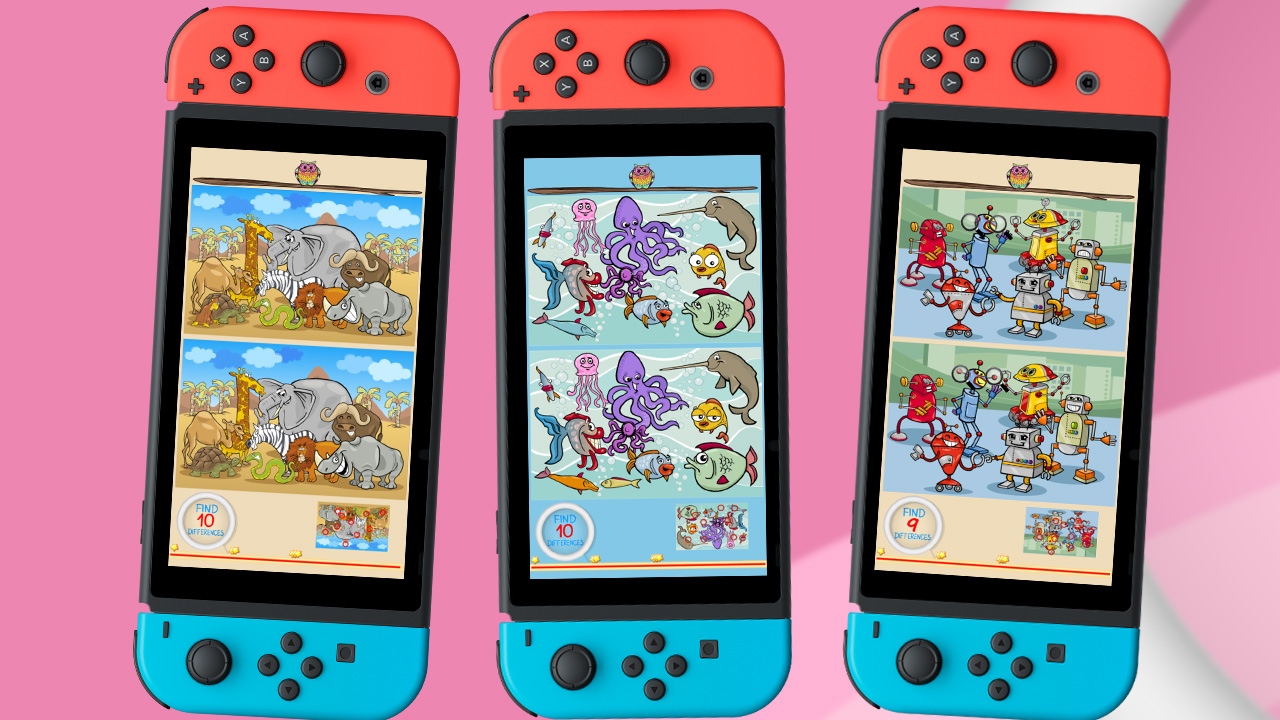 A
X
B
Y
FIND
10
DIFFERENCES
A
X
B
Y
FIND
10
DIFFERENCES
A
X
B
Y
FIND
9
DIFFERENCES